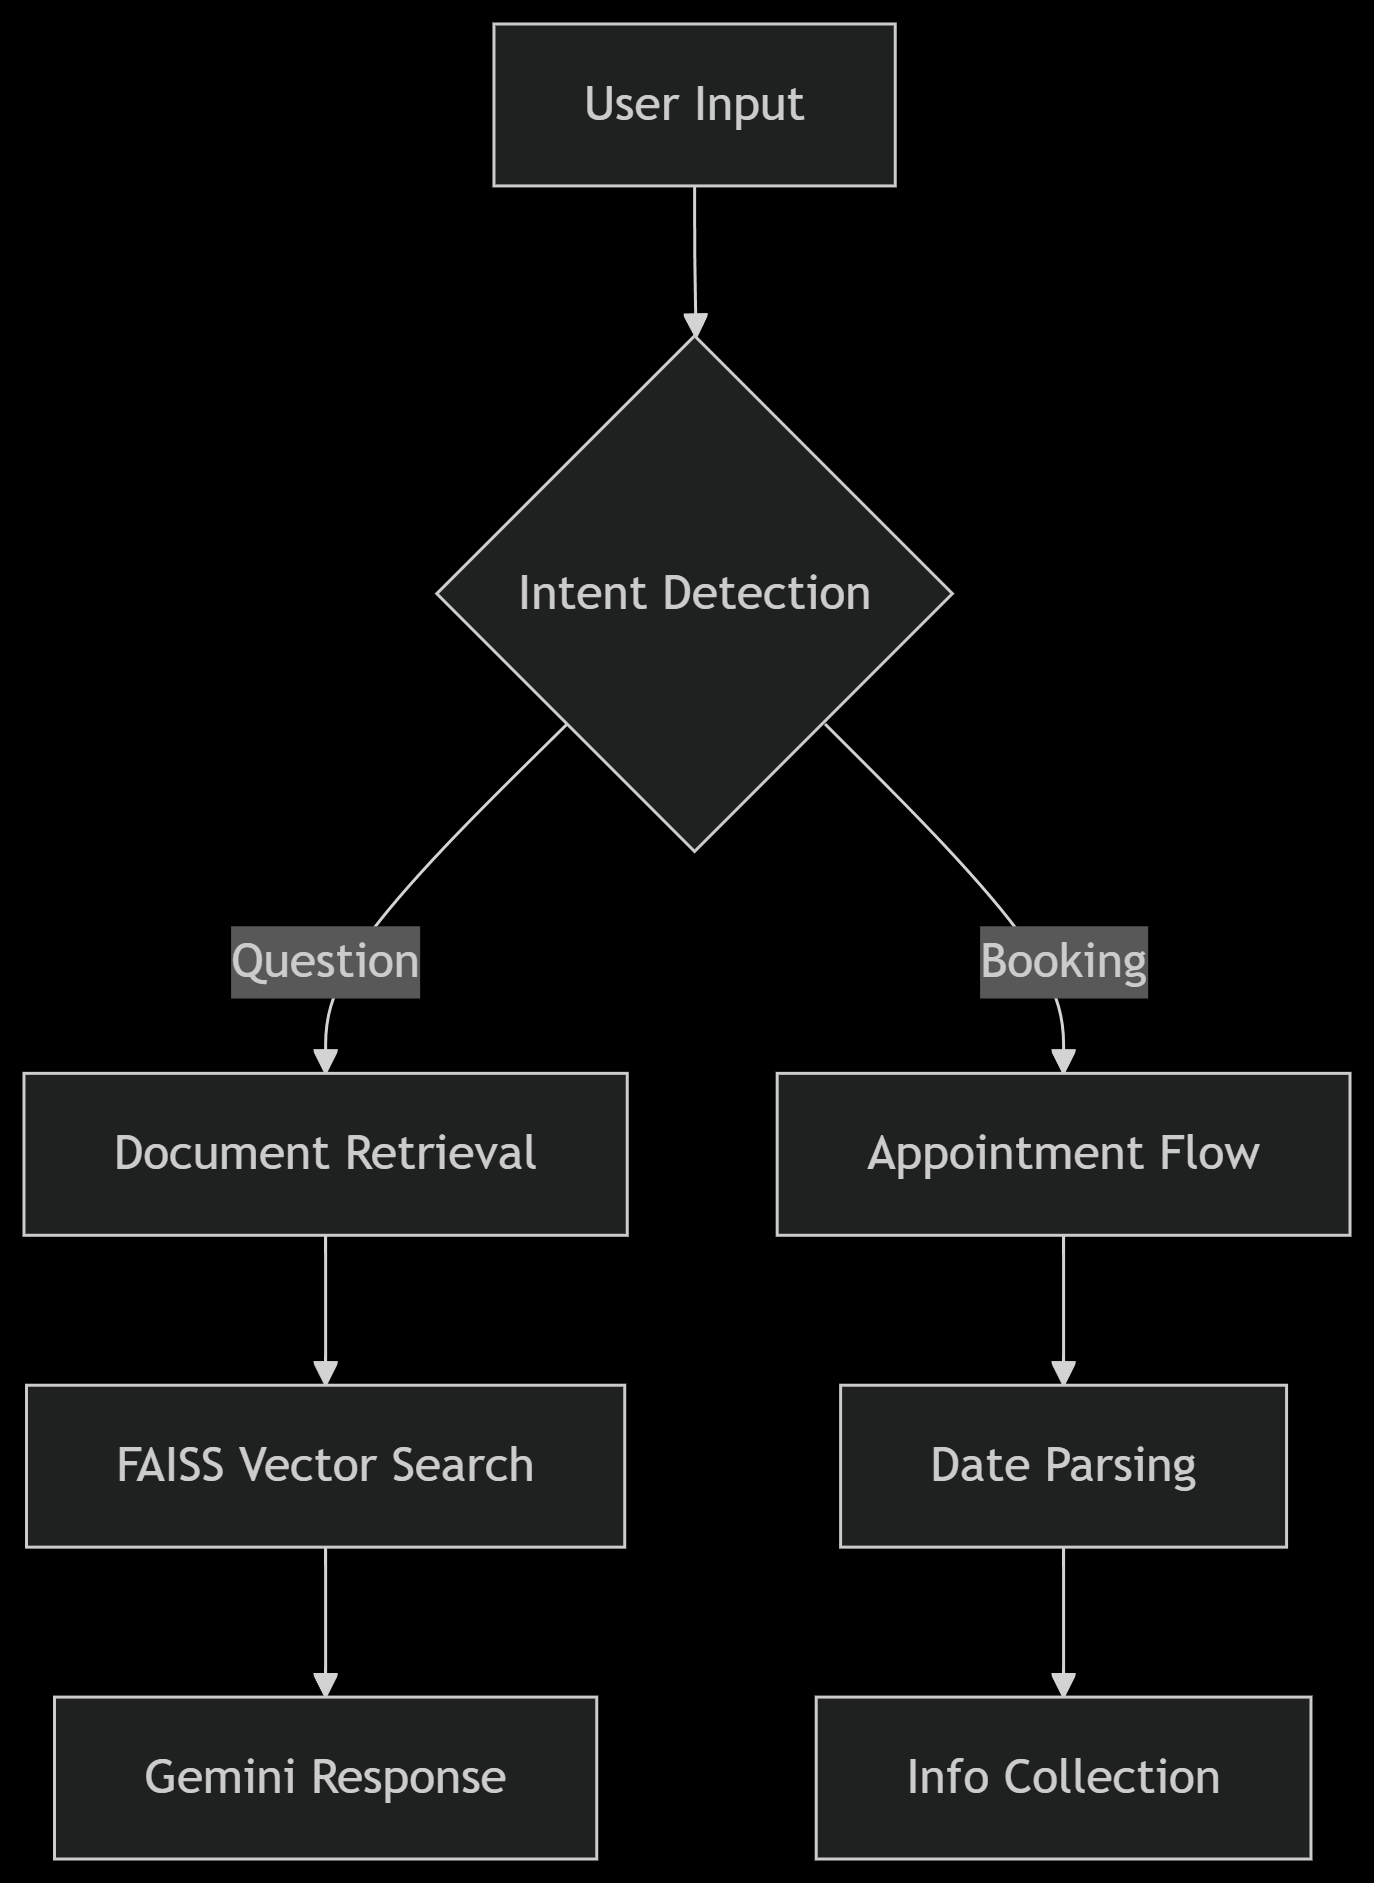 User Input
Intent Detection
Question
Booking
Document Retrieval
Appointment Flow
FAISS Vector Search
Date Parsing
Gemini Response
Info Collection